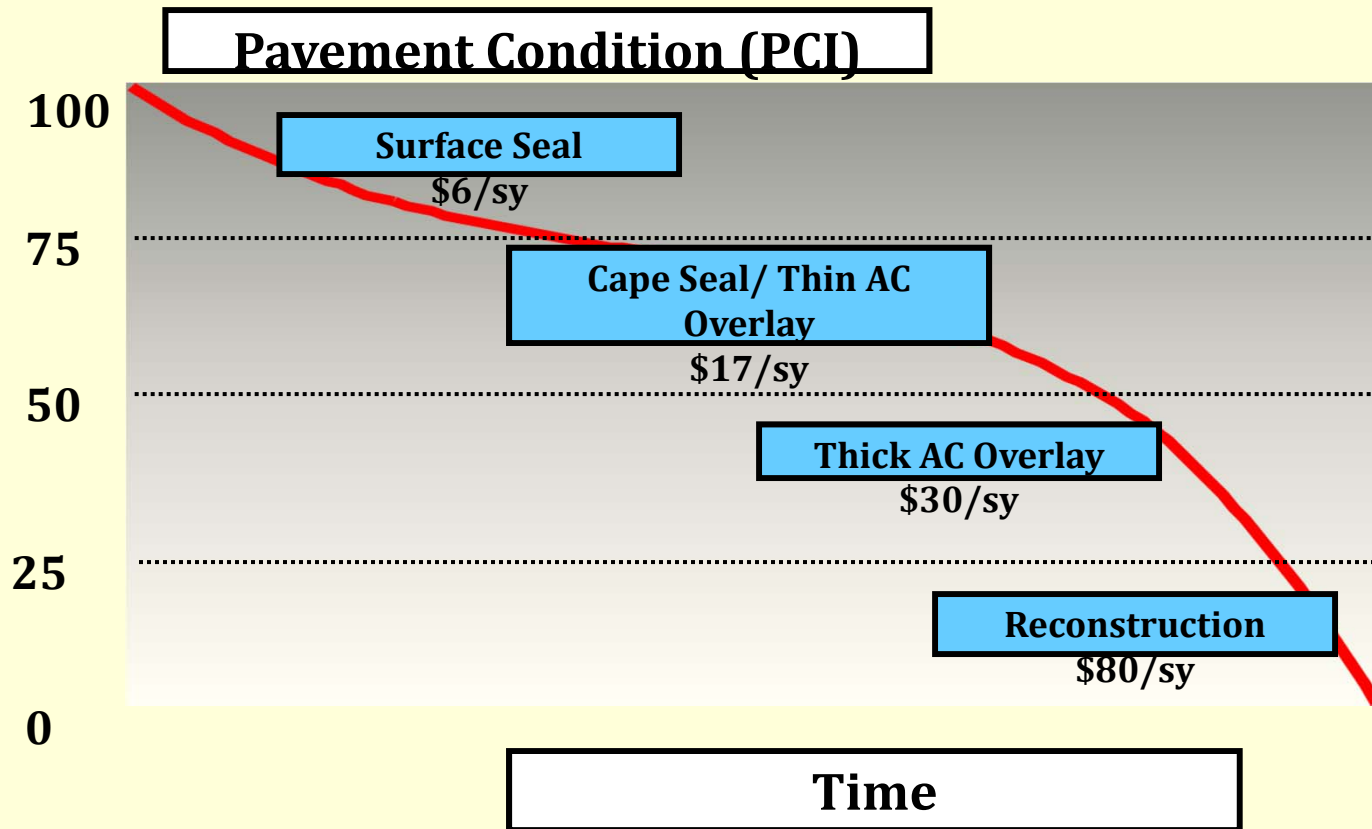 Pavement Condition (PCI)
100
Surface Seal
$6/sy
75
Cape Seal/ Thin AC
Overlay
$17/sy
50
Thick AC Overlay
$30/sy
25
Reconstruction
$80/sy
0
Time